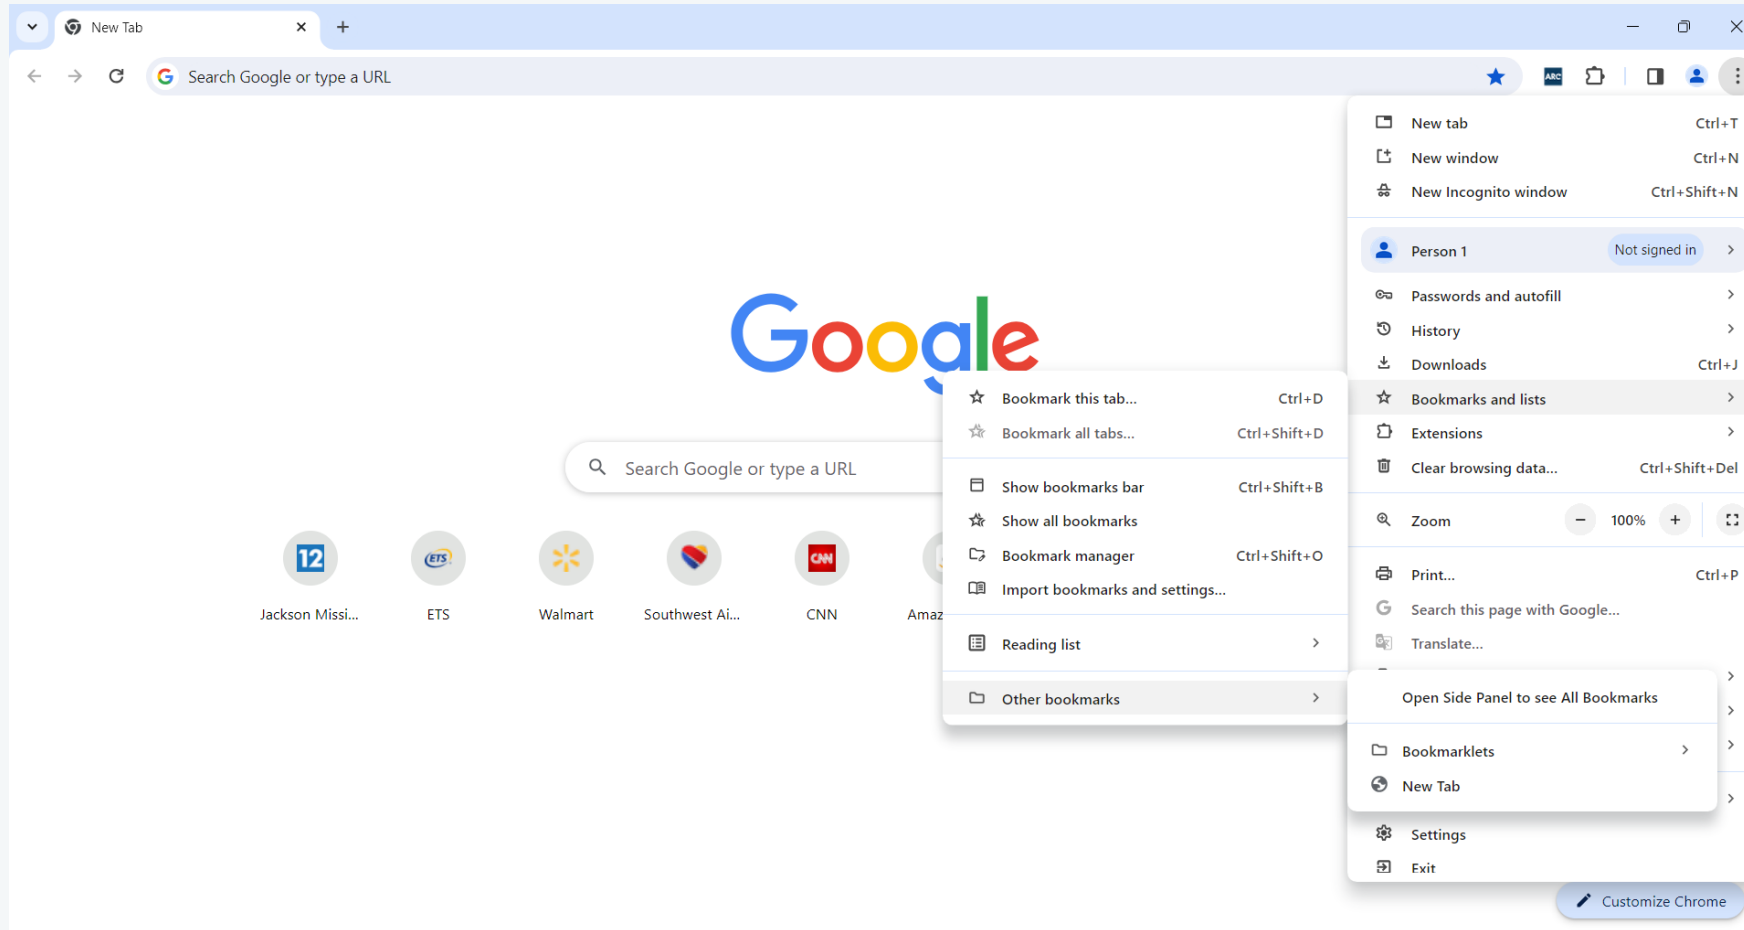 New Tab
Search Google or type a URL
ARC
New tab Ctrl+T
New window Ctrl+N
New Incognito window Ctrl+Shift+N
Person 1 Not signed in
Passwords and autofill
History
Downloads Ctrl+J
Bookmarks and lists
Extensions
Clear browsing data... Ctrl+Shift+Del
Zoom − 100% +
Print... Ctrl+P
Search this page with Google...
Translate...
Settings
Exit
Google
Search Google or type a URL
12
ETS
CNN
Jackson Missi...
ETS
Walmart
Southwest Ai...
CNN
Amaz
Bookmark this tab... Ctrl+D
Bookmark all tabs... Ctrl+Shift+D
Show bookmarks bar Ctrl+Shift+B
Show all bookmarks
Bookmark manager Ctrl+Shift+O
Import bookmarks and settings...
Reading list
Other bookmarks
Open Side Panel to see All Bookmarks
Bookmarklets
New Tab
Customize Chrome